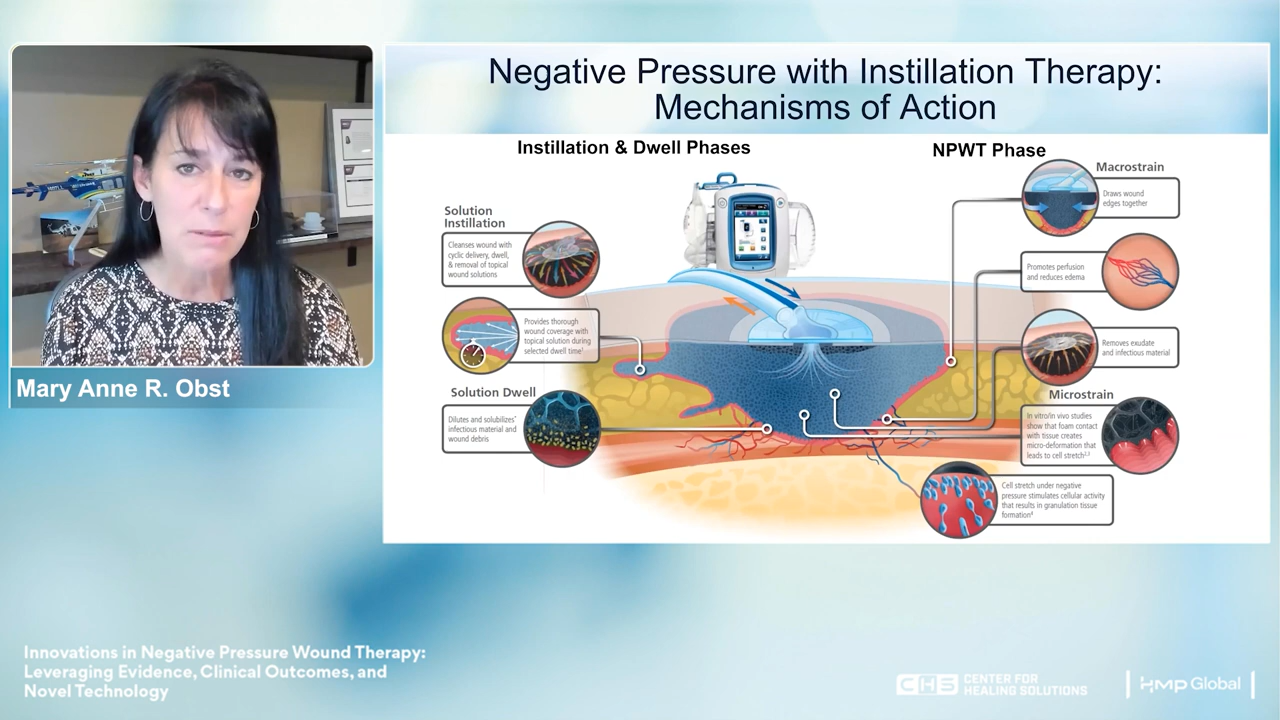 Negative Pressure with Instillation Therapy:
Mechanisms of Action
Instillation & Dwell Phases
NPWT Phase
Solution
Instillation
Cleanses wound with
cyclic delivery, dwell,
& removal of topical
wound solutions
Provides thorough
wound coverage with
topical solution during
selected dwell time¹
Solution Dwell
Dilutes and solubilizes*
infectious material and
wound debris
Macrostrain
Draws wound
edges together
Promotes perfusion
and reduces edema
Removes exudate
and infectious material
Microstrain
In vitro/in vivo studies
show that foam contact
with tissue creates
micro-deformation that
leads to cell stretch²,³
Cell stretch under negative
pressure stimulates cellular activity
that results in granulation tissue
formation⁴
Mary Anne R. Obst
Innovations in Negative Pressure Wound Therapy:
Leveraging Evidence, Clinical Outcomes, and
Novel Technology
CHS CENTER FOR
HEALING SOLUTIONS
HMP Global